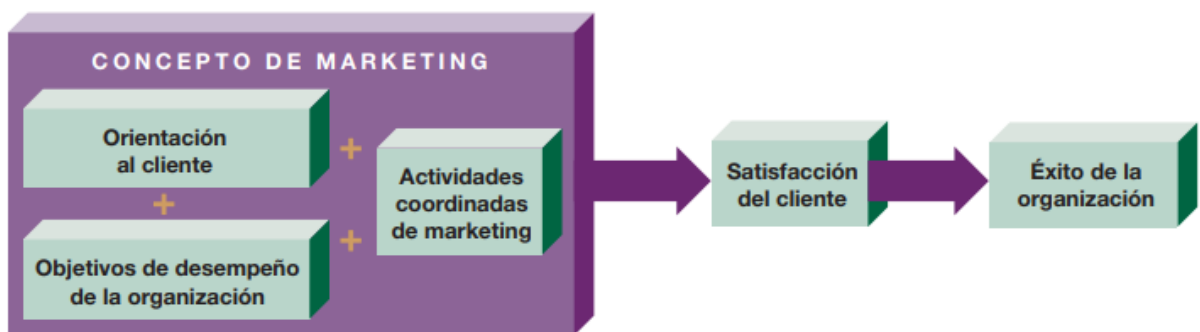 CONCEPTO DE MARKETING
Orientación
al cliente
+
+
Actividades
coordinadas
de marketing
+
+
Objetivos de desempeño
de la organización
Satisfacción
del cliente
Éxito de la
organización